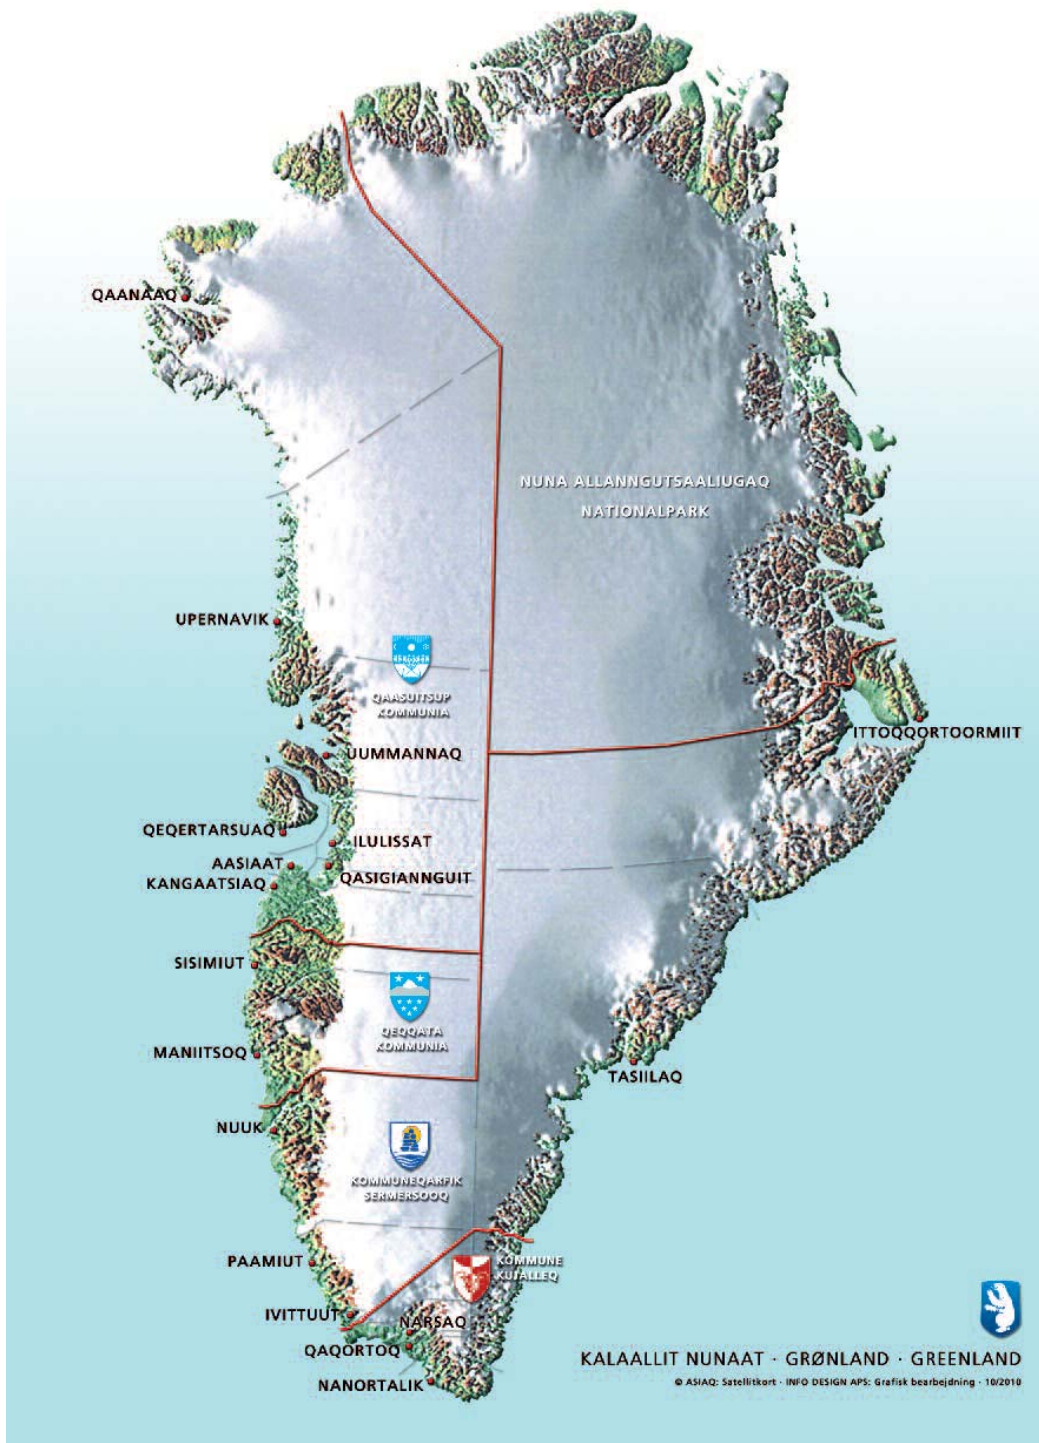 QAANAAQ
NUNA ALLANNGUTSAALIUGAQ
NATIONALPARK
UPERNAVIK
QAASUITSUP
KOMMUNIA
UUMMANNAQ
ITTOQQORTOORMIIT
QEQERTARSUAQ
ILULISSAT
AASIAAT
QASIGIANNGUIT
KANGAATSIAQ
SISIMIUT
QEQQATA
KOMMUNIA
MANIITSOQ
TASIILAQ
NUUK
KOMMUNEQARFIK
SERMERSOOQ
PAAMIUT
KOMMUNE
KUJALLEQ
IVITTUUT
NARSAQ
QAQORTOQ
NANORTALIK
KALAALLIT NUNAAT · GRØNLAND · GREENLAND
© ASIAQ: Satellitkort · INFO DESIGN APS: Grafisk bearbejdning · 10/2010